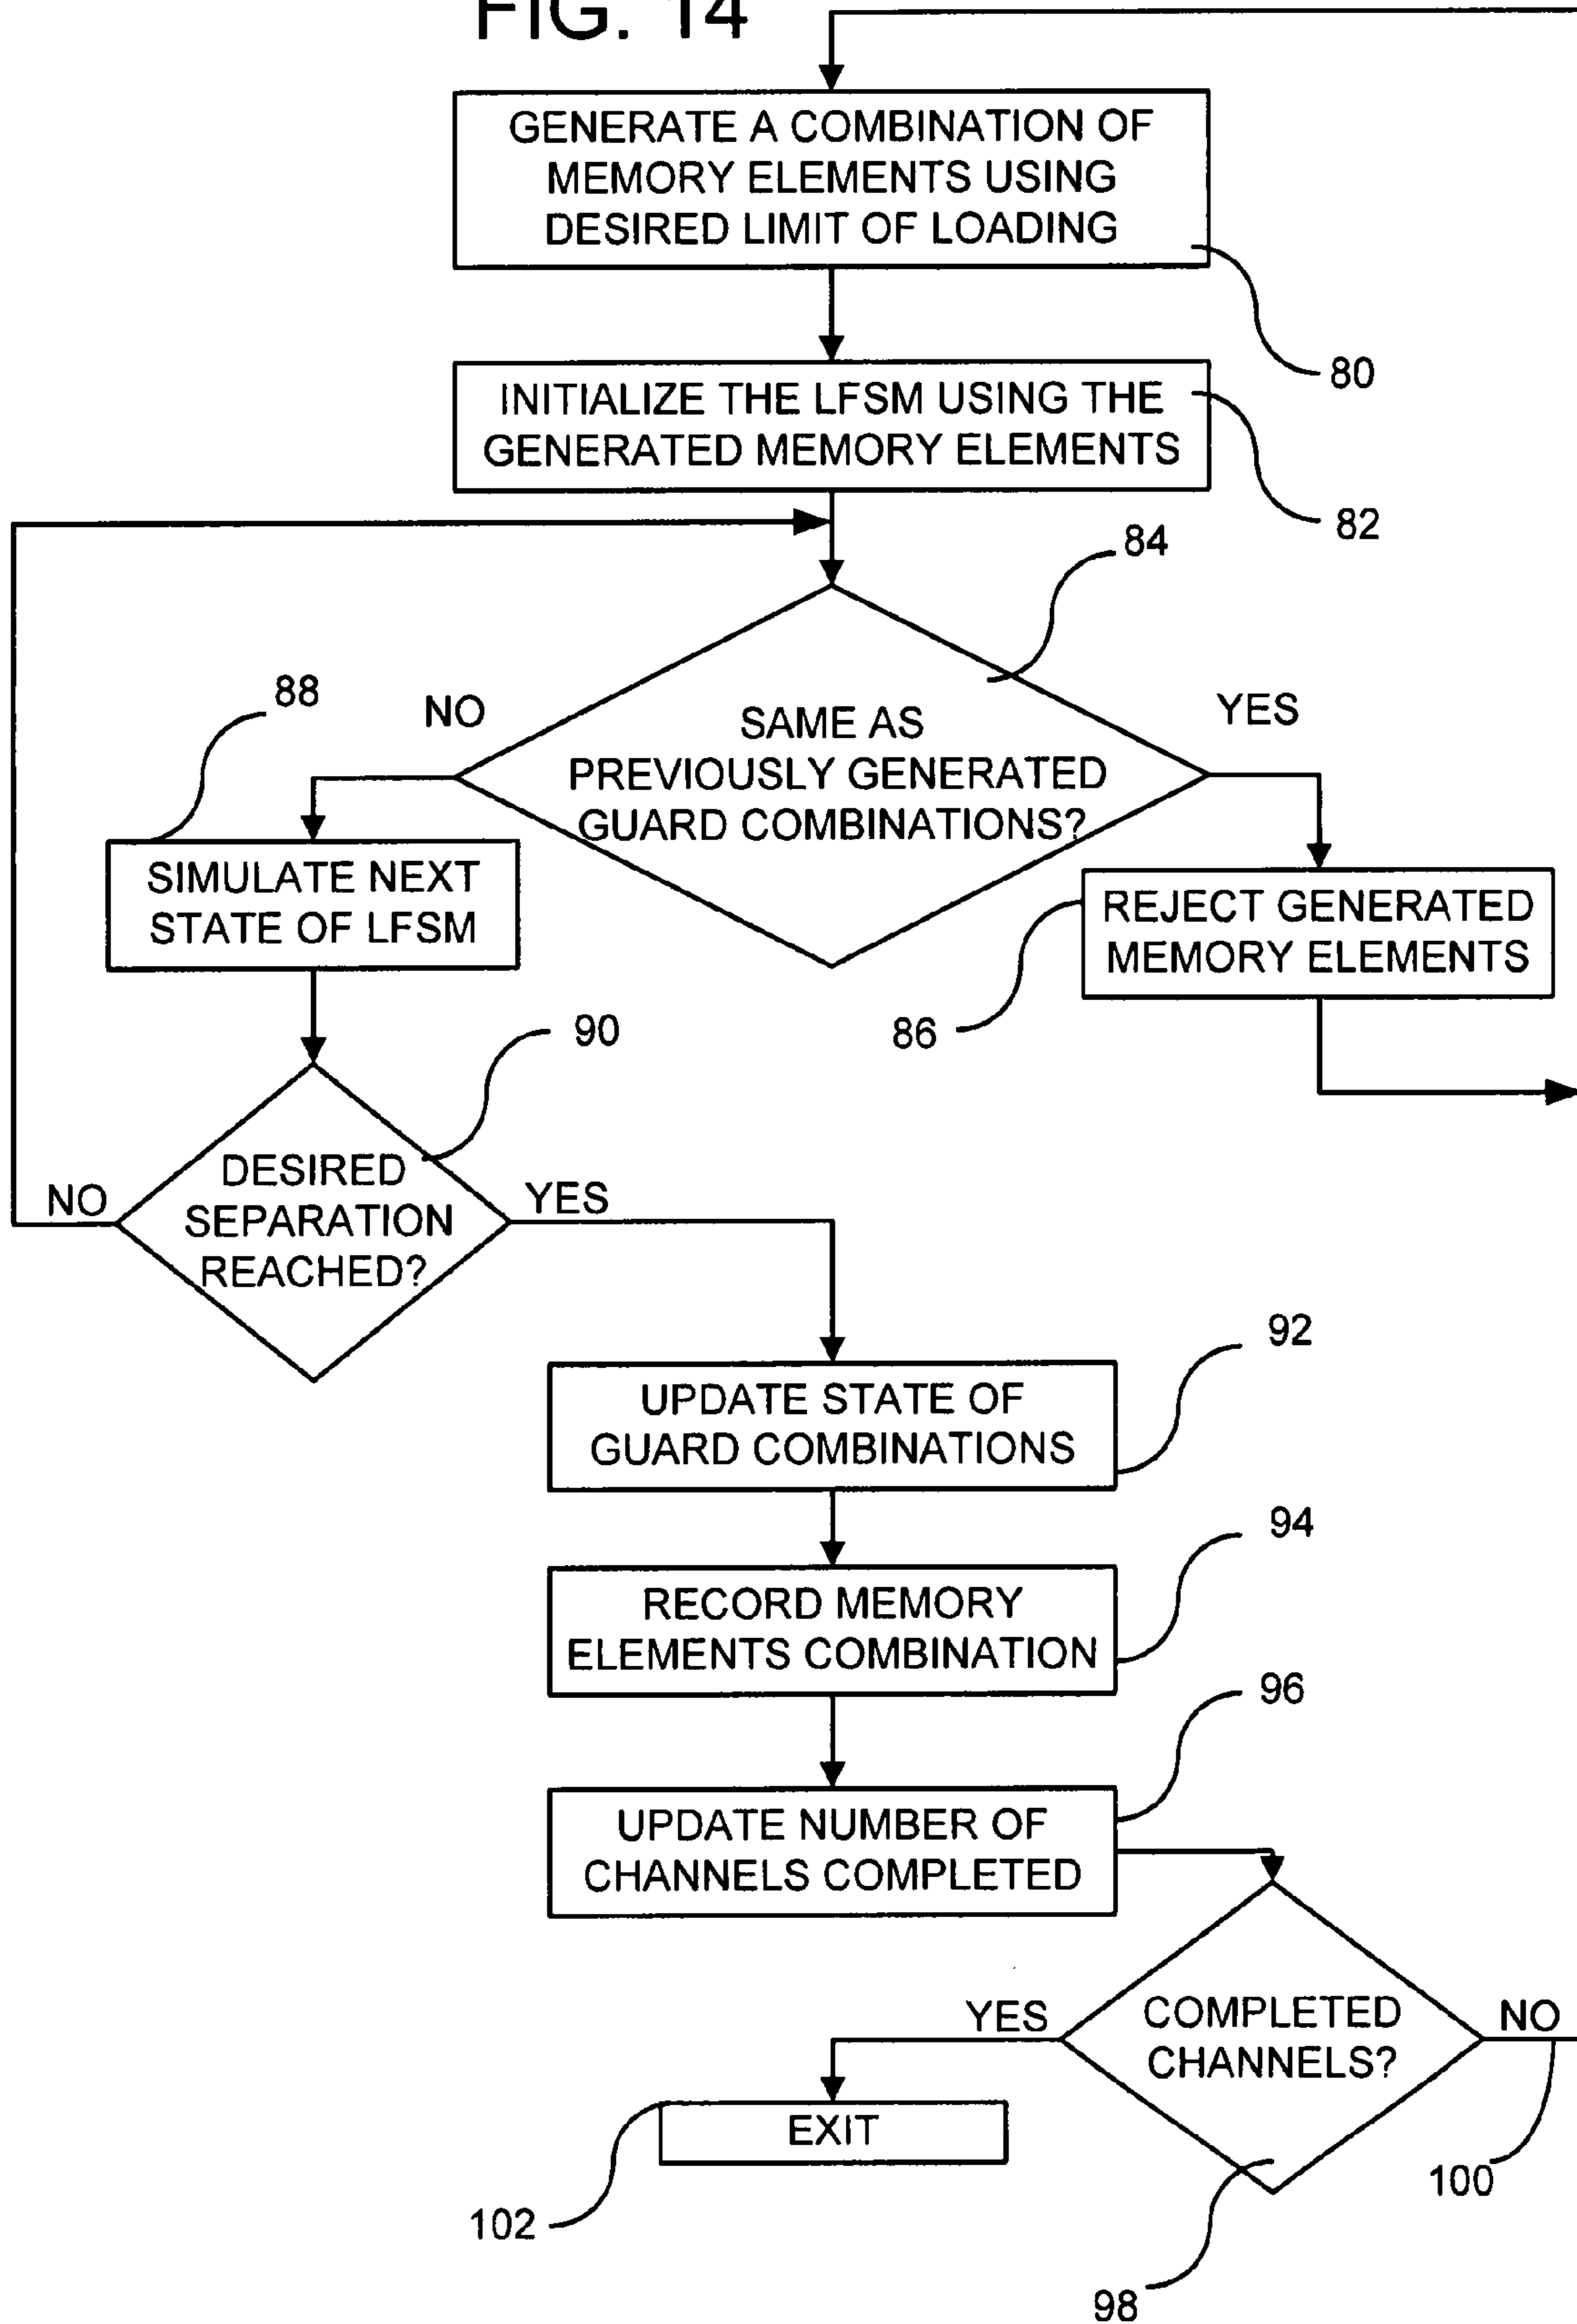 FIG. 14
GENERATE A COMBINATION OF
MEMORY ELEMENTS USING
DESIRED LIMIT OF LOADING
80
INITIALIZE THE LFSM USING THE
GENERATED MEMORY ELEMENTS
82
84
88
NO
YES
SAME AS
PREVIOUSLY GENERATED
GUARD COMBINATIONS?
SIMULATE NEXT
STATE OF LFSM
REJECT GENERATED
MEMORY ELEMENTS
86
90
DESIRED
SEPARATION
REACHED?
NO
YES
92
UPDATE STATE OF
GUARD COMBINATIONS
94
RECORD MEMORY
ELEMENTS COMBINATION
96
UPDATE NUMBER OF
CHANNELS COMPLETED
YES
COMPLETED
CHANNELS?
NO
EXIT
100
102
98